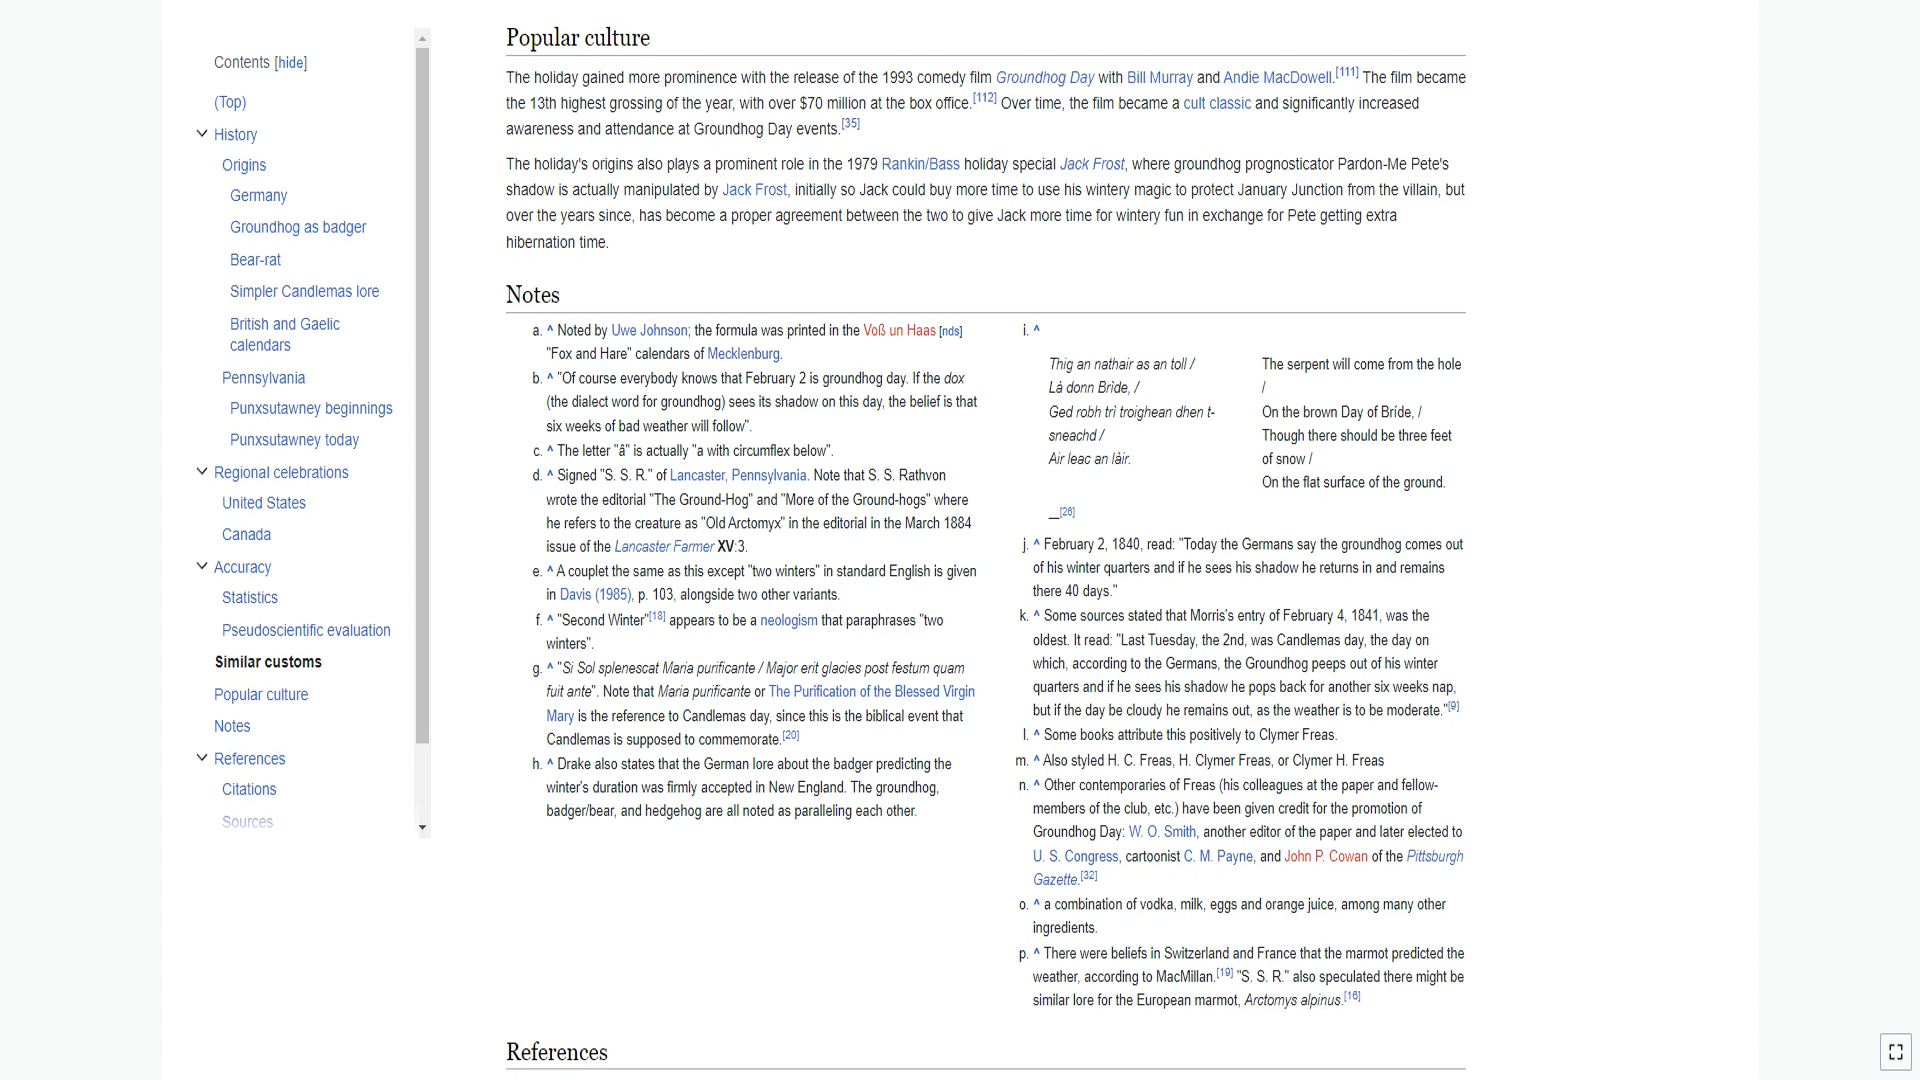 Contents [hide]
(Top)
History
Origins
Germany
Groundhog as badger
Bear-rat
Simpler Candlemas lore
British and Gaelic
calendars
Pennsylvania
Punxsutawney beginnings
Punxsutawney today
Regional celebrations
United States
Canada
Accuracy
Statistics
Pseudoscientific evaluation
Similar customs
Popular culture
Notes
References
Citations
Sources
Popular culture
The holiday gained more prominence with the release of the 1993 comedy film Groundhog Day with Bill Murray and Andie MacDowell.[111] The film became
the 13th highest grossing of the year, with over $70 million at the box office.[112] Over time, the film became a cult classic and significantly increased
awareness and attendance at Groundhog Day events.[35]
The holiday's origins also plays a prominent role in the 1979 Rankin/Bass holiday special Jack Frost, where groundhog prognosticator Pardon-Me Pete's
shadow is actually manipulated by Jack Frost, initially so Jack could buy more time to use his wintery magic to protect January Junction from the villain, but
over the years since, has become a proper agreement between the two to give Jack more time for wintery fun in exchange for Pete getting extra
hibernation time.
Notes
a. ^ Noted by Uwe Johnson; the formula was printed in the Voß un Haas [nds]
"Fox and Hare" calendars of Mecklenburg.
b. ^ "Of course everybody knows that February 2 is groundhog day. If the dox
(the dialect word for groundhog) sees its shadow on this day, the belief is that
six weeks of bad weather will follow".
c. ^ The letter "â" is actually "a with circumflex below".
d. ^ Signed "S. S. R." of Lancaster, Pennsylvania. Note that S. S. Rathvon
wrote the editorial "The Ground-Hog" and "More of the Ground-hogs" where
he refers to the creature as "Old Arctomyx" in the editorial in the March 1884
issue of the Lancaster Farmer XV:3.
e. ^ A couplet the same as this except "two winters" in standard English is given
in Davis (1985), p. 103, alongside two other variants.
f. ^ "Second Winter"[18] appears to be a neologism that paraphrases "two
winters".
g. ^ "Si Sol splenescat Maria purificante / Major erit glacies post festum quam
fuit ante". Note that Maria purificante or The Purification of the Blessed Virgin
Mary is the reference to Candlemas day, since this is the biblical event that
Candlemas is supposed to commemorate.[20]
h. ^ Drake also states that the German lore about the badger predicting the
winter's duration was firmly accepted in New England. The groundhog,
badger/bear, and hedgehog are all noted as paralleling each other.
i. ^
Thig an nathair as an toll /
Là donn Brìde, /
Ged robh trì troighean dhen t-
sneachd /
Air leac an làir.
The serpent will come from the hole
/
On the brown Day of Bríde, /
Though there should be three feet
of snow /
On the flat surface of the ground.
__[26]
j. ^ February 2, 1840, read: "Today the Germans say the groundhog comes out
of his winter quarters and if he sees his shadow he returns in and remains
there 40 days."
k. ^ Some sources stated that Morris's entry of February 4, 1841, was the
oldest. It read: "Last Tuesday, the 2nd, was Candlemas day, the day on
which, according to the Germans, the Groundhog peeps out of his winter
quarters and if he sees his shadow he pops back for another six weeks nap,
but if the day be cloudy he remains out, as the weather is to be moderate."[9]
l. ^ Some books attribute this positively to Clymer Freas.
m. ^ Also styled H. C. Freas, H. Clymer Freas, or Clymer H. Freas
n. ^ Other contemporaries of Freas (his colleagues at the paper and fellow-
members of the club, etc.) have been given credit for the promotion of
Groundhog Day: W. O. Smith, another editor of the paper and later elected to
U. S. Congress, cartoonist C. M. Payne, and John P. Cowan of the Pittsburgh
Gazette.[32]
o. ^ a combination of vodka, milk, eggs and orange juice, among many other
ingredients.
p. ^ There were beliefs in Switzerland and France that the marmot predicted the
weather, according to MacMillan.[19] "S. S. R." also speculated there might be
similar lore for the European marmot, Arctomys alpinus.[16]
References